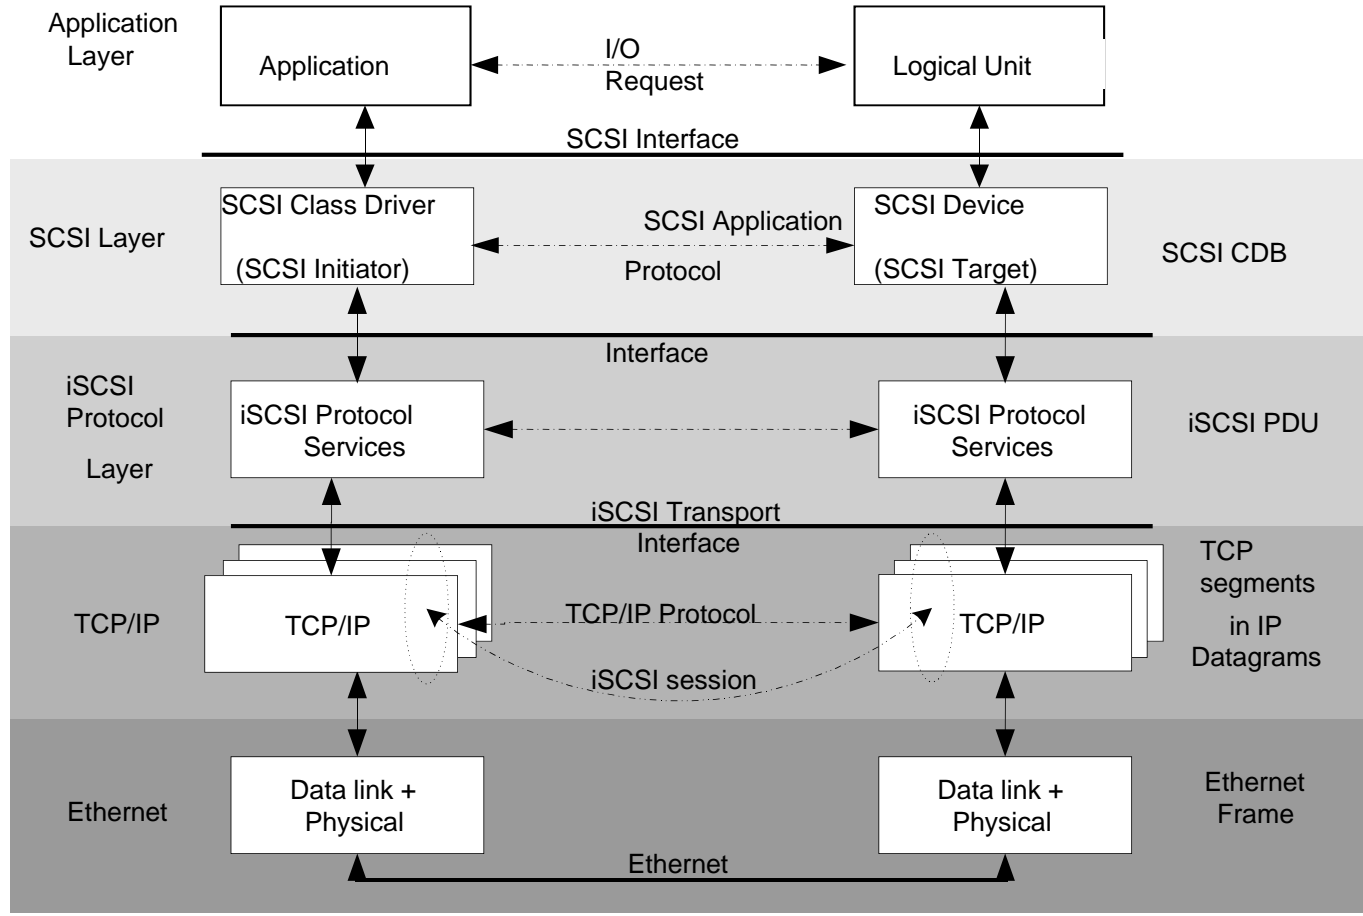 Application
Layer
Application
I/O
Request
Logical Unit
SCSI Interface
SCSI Layer
SCSI Class Driver
(SCSI Initiator)
SCSI Application
Protocol
SCSI Device
(SCSI Target)
SCSI CDB
Interface
iSCSI
Protocol
Layer
iSCSI Protocol
Services
iSCSI Protocol
Services
iSCSI PDU
iSCSI Transport
Interface
TCP/IP
TCP/IP
TCP/IP Protocol
iSCSI session
TCP/IP
TCP
segments
in IP
Datagrams
Ethernet
Data link +
Physical
Data link +
Physical
Ethernet
Frame
Ethernet